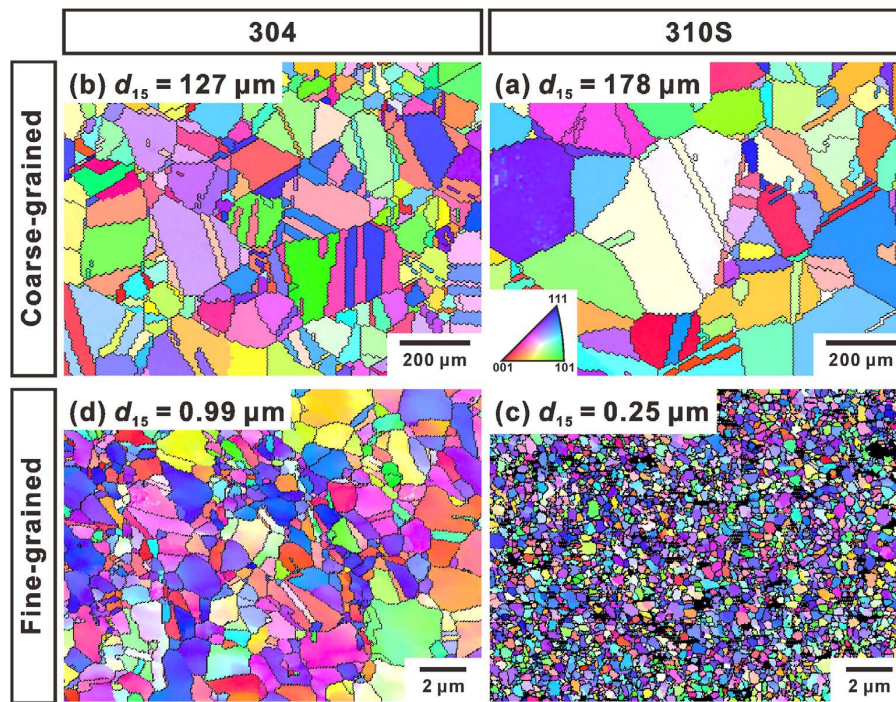 304
310S
Coarse-grained
(b) d15 = 127 μm
(a) d15 = 178 μm
111
001
101
200 μm
200 μm
Fine-grained
(d) d15 = 0.99 μm
(c) d15 = 0.25 μm
2 μm
2 μm